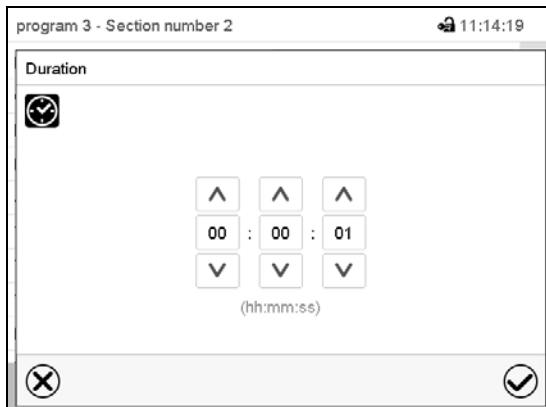 program 3 - Section number 2 11:14:19
Duration
00 : 00 : 01
(hh:mm:ss)